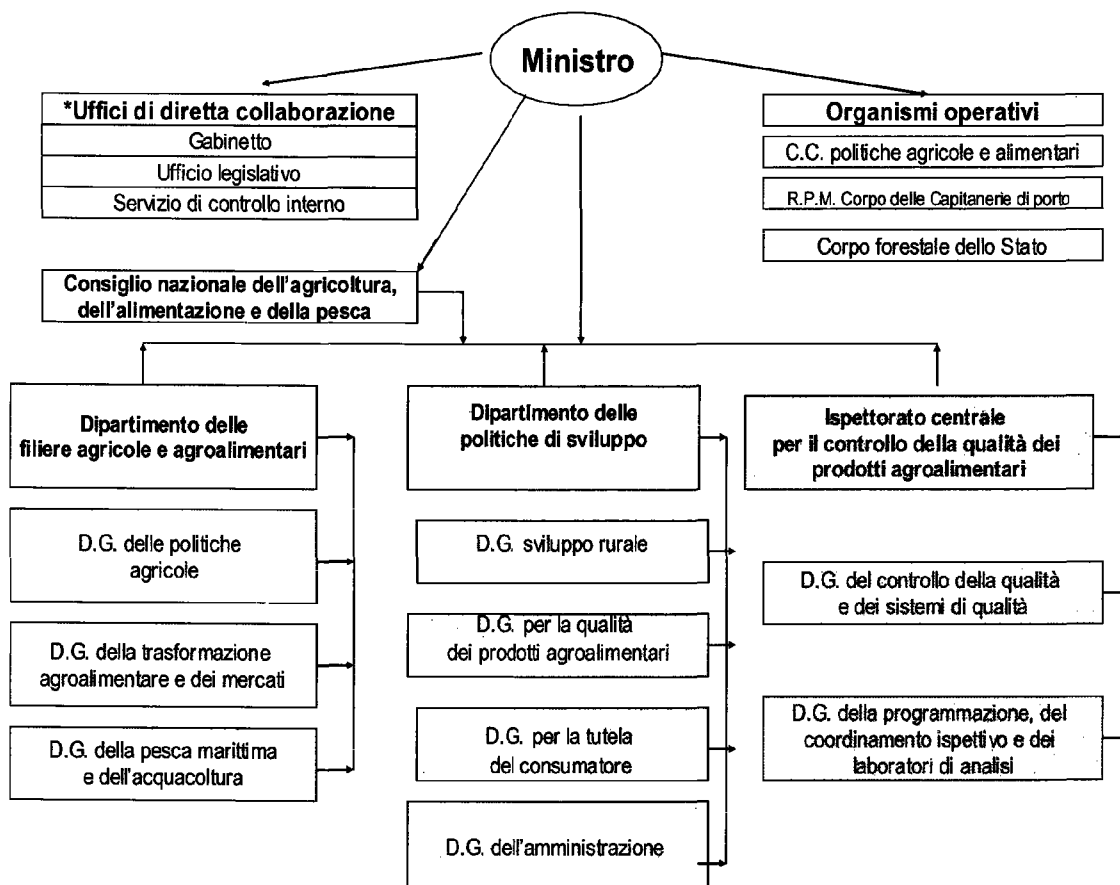 Ministro
*Uffici di diretta collaborazione
Gabinetto
Ufficio legislativo
Servizio di controllo interno
Organismi operativi
C.C. politiche agricole e alimentari
R.P.M. Corpo delle Capitanerie di porto
Corpo forestale dello Stato
Consiglio nazionale dell'agricoltura,
dell'alimentazione e della pesca
Dipartimento delle
filiere agricole e agroalimentari
D.G. delle politiche
agricole
D.G. della trasformazione
agroalimentare e dei mercati
D.G. della pesca marittima
e dell'acquacoltura
Dipartimento delle
politiche di sviluppo
D.G. sviluppo rurale
D.G. per la qualità
dei prodotti agroalimentari
D.G. per la tutela
del consumatore
D.G. dell'amministrazione
Ispettorato centrale
per il controllo della qualità dei
prodotti agroalimentari
D.G. del controllo della qualità
e dei sistemi di qualità
D.G. della programmazione, del
coordinamento ispettivo e dei
laboratori di analisi